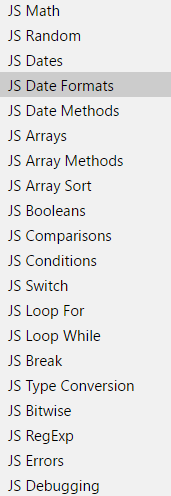 JS Math
JS Random
JS Dates
JS Date Formats
JS Date Methods
JS Arrays
JS Array Methods
JS Array Sort
JS Booleans
JS Comparisons
JS Conditions
JS Switch
JS Loop For
JS Loop While
JS Break
JS Type Conversion
JS Bitwise
JS RegExp
JS Errors
JS Debugging